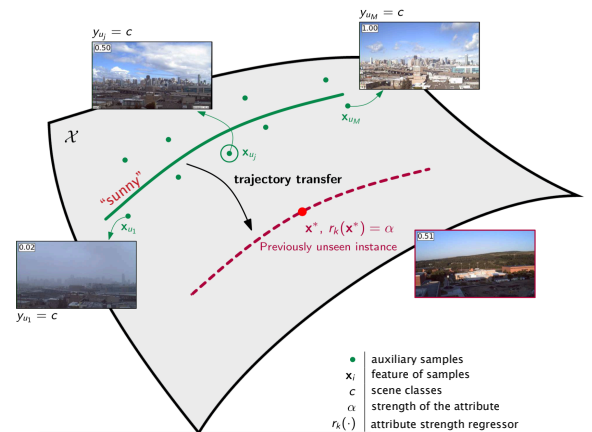 y_{u_j} = c
0.50
y_{u_M} = c
1.00
𝒳
x_{u_M}
x_{u_j}
"sunny"
trajectory transfer
x_{u_1}
x*, r_k(x*) = α
Previously unseen instance
0.02
0.51
y_{u_1} = c
auxiliary samples
x_i feature of samples
c scene classes
α strength of the attribute
r_k(·) attribute strength regressor